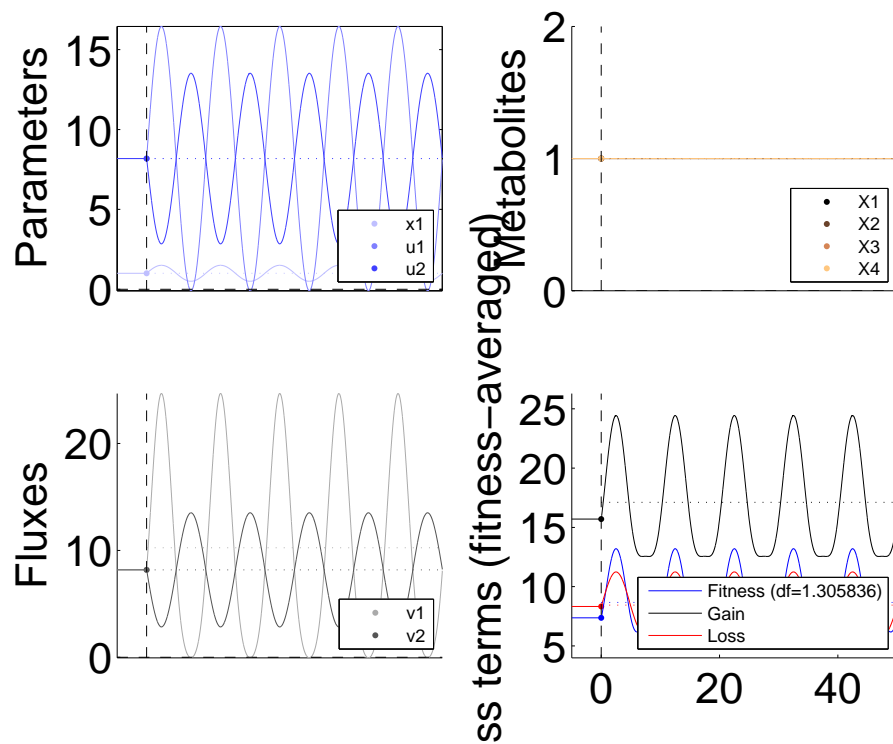 Parameters
15
10
5
0
x1
u1
u2
Metabolites
2
1
0
X1
X2
X3
X4
Fluxes
20
10
0
v1
v2
ss terms (fitness−averaged)
25
20
15
10
5
0
20
40
Fitness (df=1.305836)
Gain
Loss